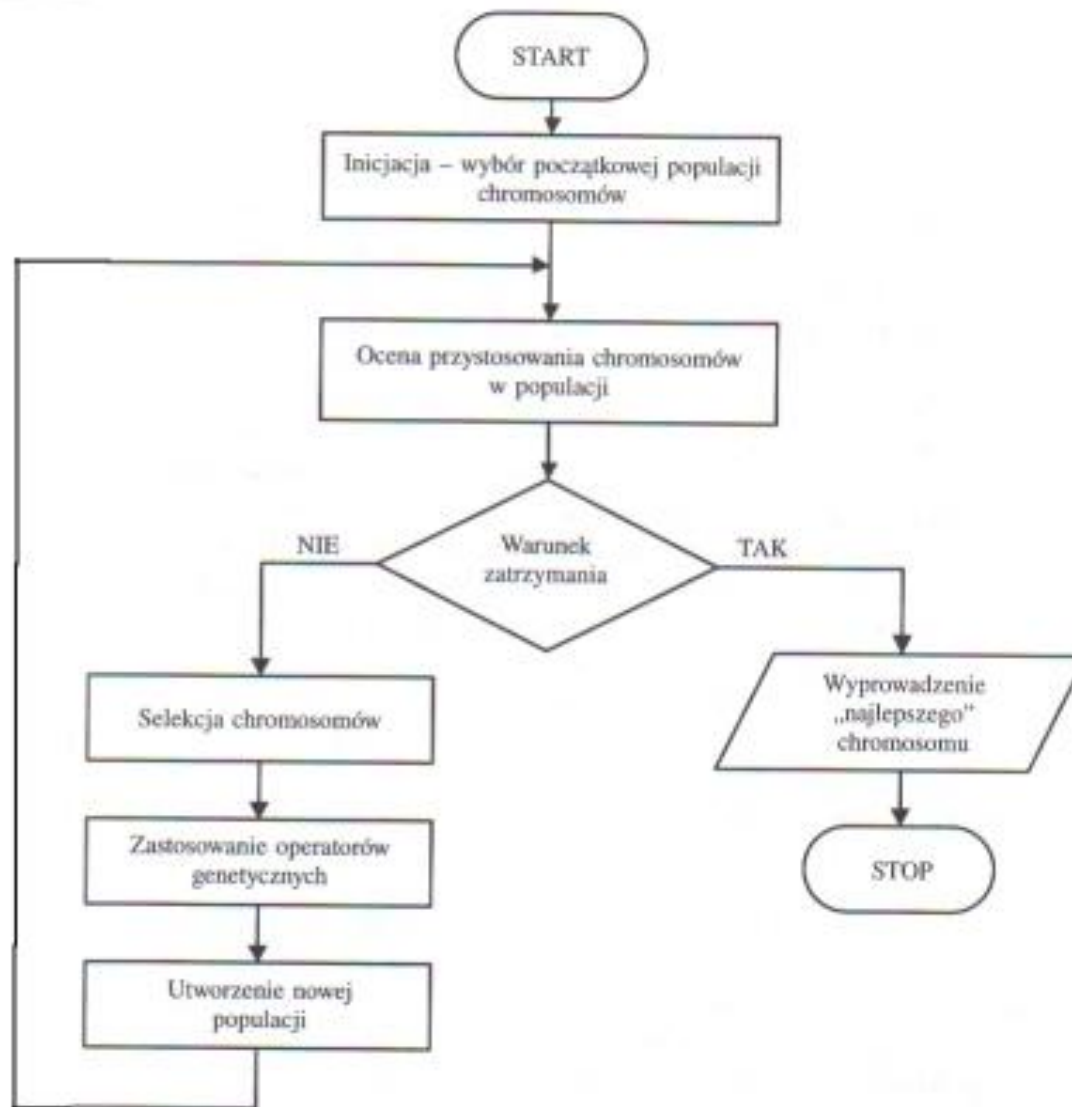 START
Inicjacja – wybór początkowej populacji
chromosomów
Ocena przystosowania chromosomów
w populacji
Warunek
zatrzymania
NIE
TAK
Selekcja chromosomów
Zastosowanie operatorów
genetycznych
Utworzenie nowej
populacji
Wyprowadzenie
„najlepszego”
chromosomu
STOP